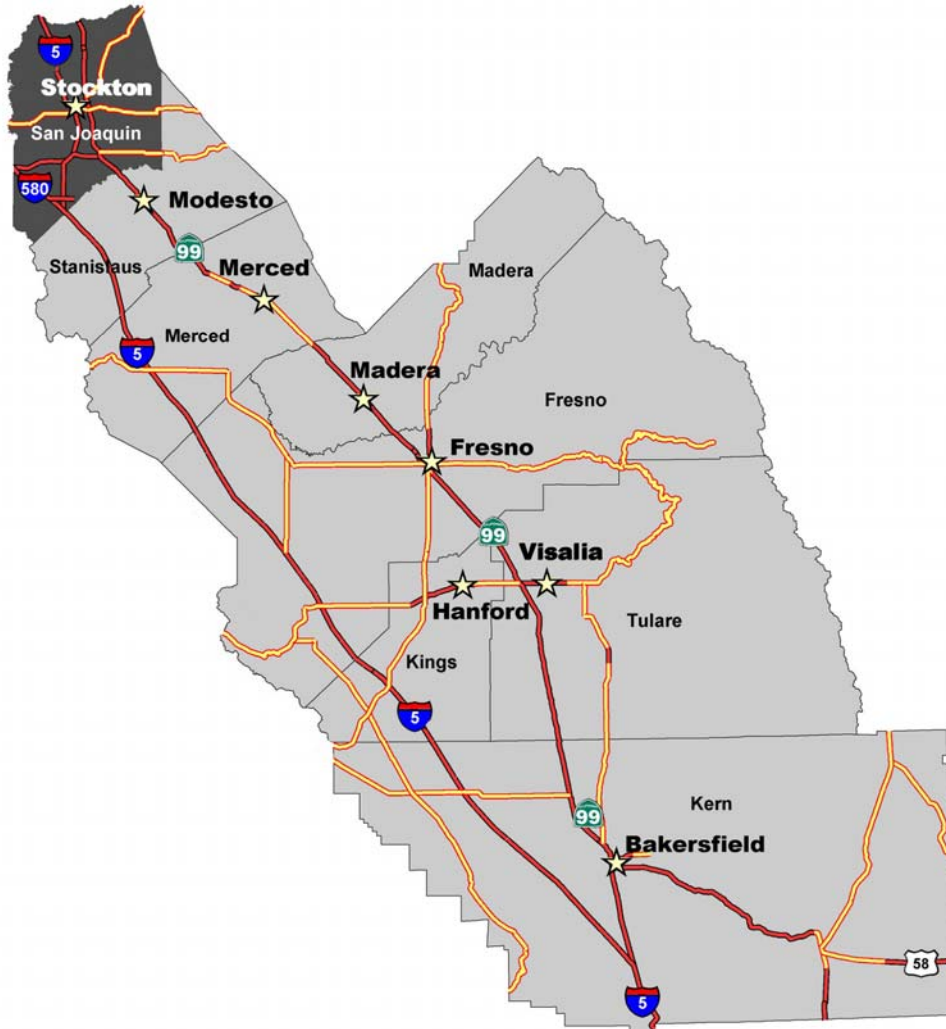 5
Stockton
San Joaquin
580
Modesto
99
Stanislaus
Merced
Madera
Merced
5
Madera
Fresno
Fresno
99
Visalia
Hanford
Tulare
Kings
5
Kern
99
Bakersfield
58
5